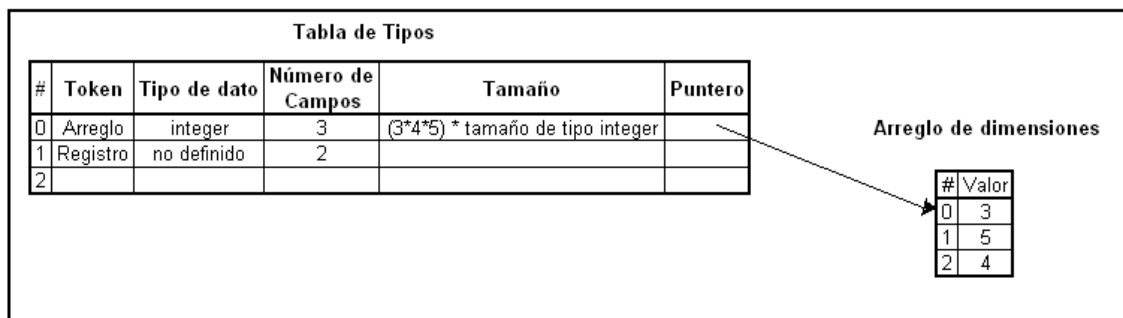 Tabla de Tipos
# Token Tipo de dato Número de Campos Tamaño Puntero
0 Arreglo integer 3 (3*4*5) * tamaño de tipo integer
1 Registro no definido 2
2
Arreglo de dimensiones
# Valor
0 3
1 5
2 4